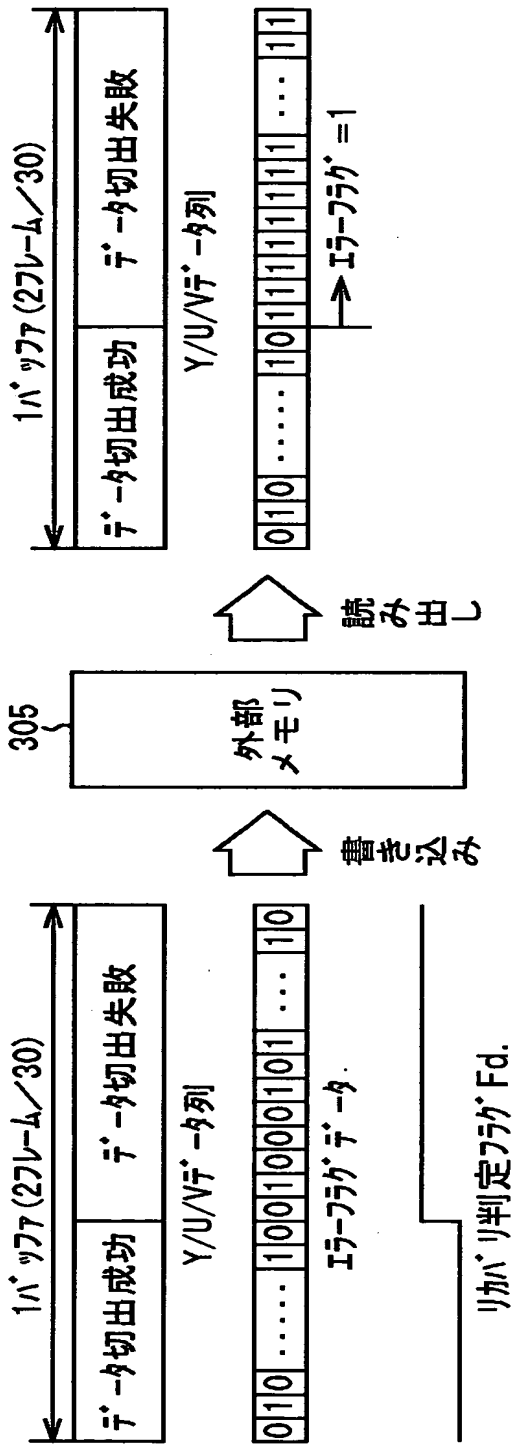 1バッファ(2フレーム/30)
データ切出成功 データ切出失敗
Y/U/Vデータ列
0 1 0 ..... 1 0 0 1 0 0 0 1 0 1 ... 1 0
エラーフラグデータ
リカバリ判定フラグFd.
書き込み
305
外部
メモリ
読み出し
1バッファ(2フレーム/30)
データ切出成功 データ切出失敗
Y/U/Vデータ列
0 1 0 ..... 1 0 1 1 1 1 1 1 1 1 ... 1 1
エラーフラグ=1